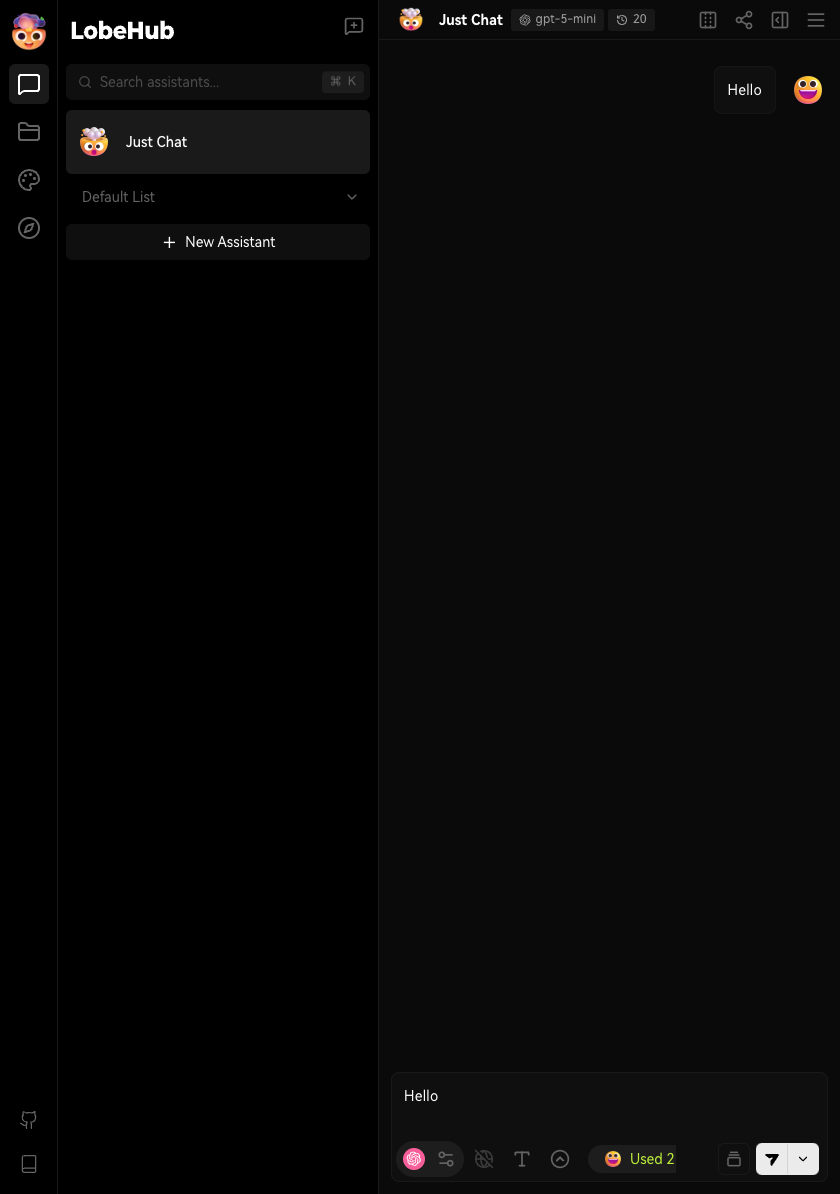 LobeHub
Search assistants...
⌘ K
Just Chat
Default List
New Assistant
Just Chat
gpt-5-mini
20
Hello
Hello
Used 2